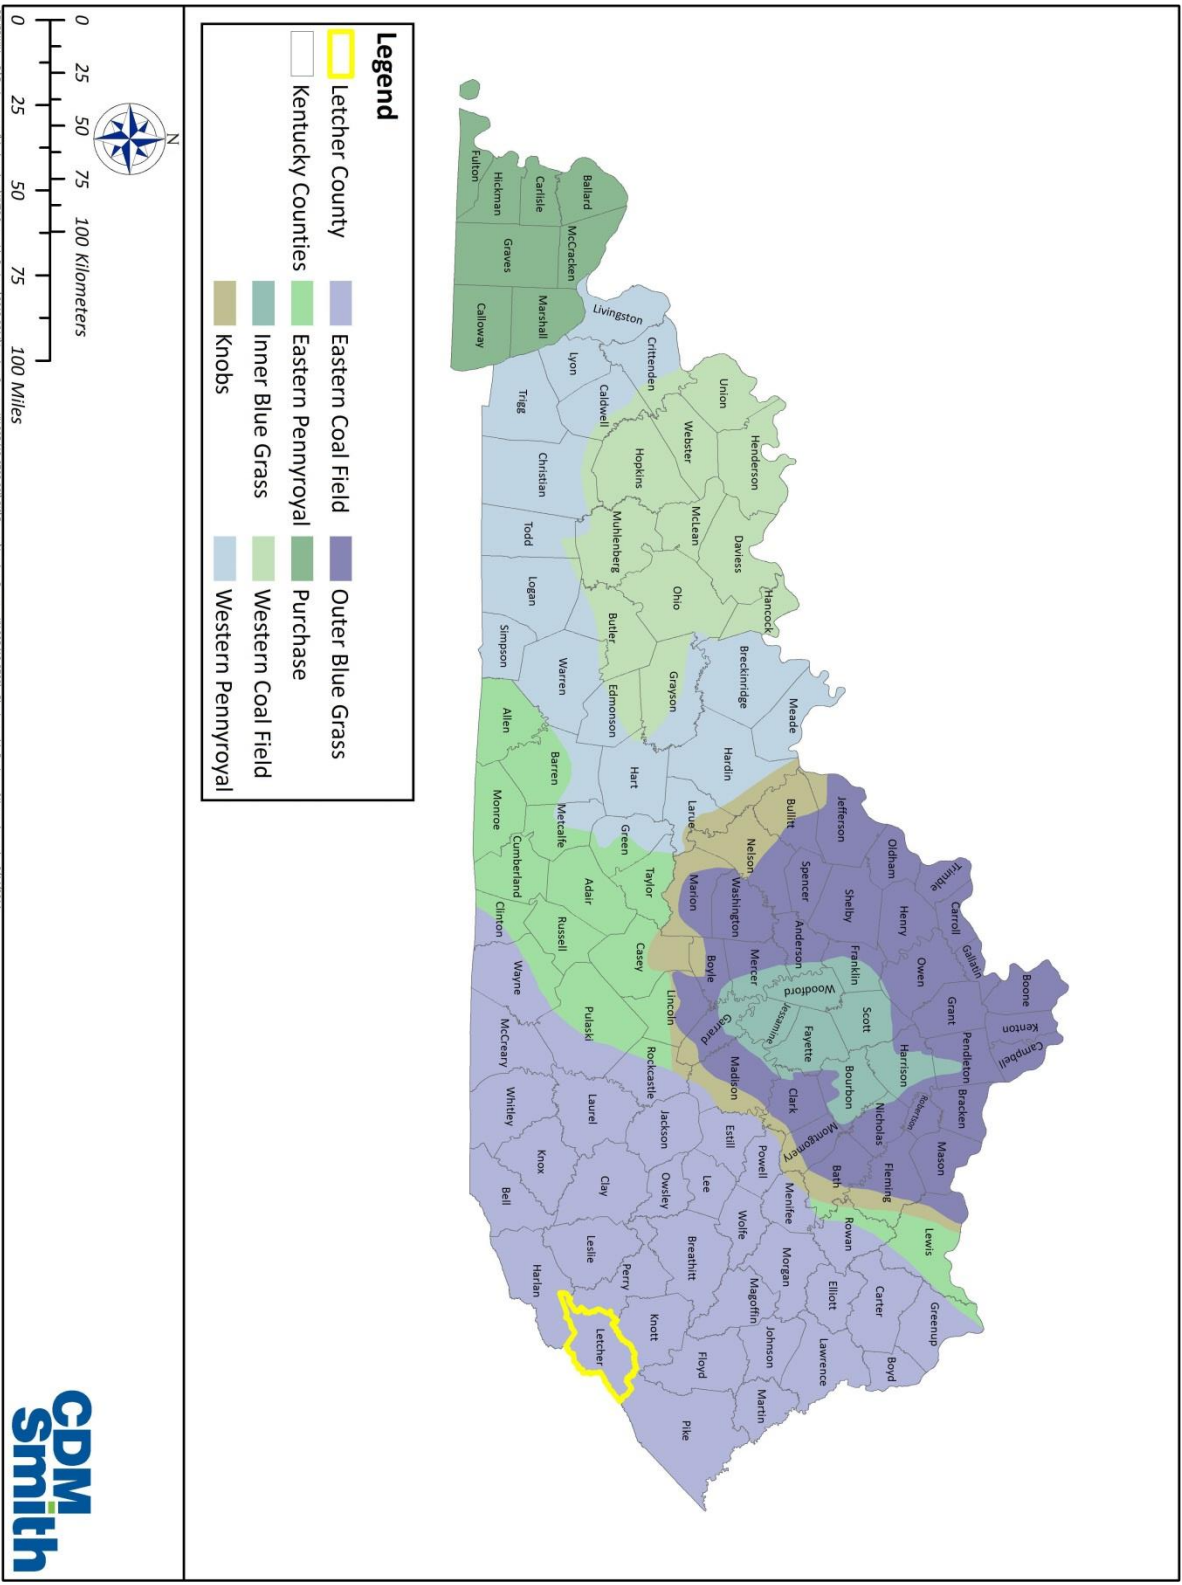 Fulton
Hickman
Carlisle
Ballard
McCracken
Graves
Marshall
Calloway
Livingston
Crittenden
Lyon
Caldwell
Trigg
Union
Webster
Henderson
Hopkins
Christian
McLean
Daviess
Muhlenberg
Todd
Hancock
Ohio
Logan
Butler
Simpson
Warren
Breckinridge
Grayson
Edmonson
Meade
Allen
Hardin
Hart
Barren
Bullitt
Jefferson
Larue
Metcalfe
Monroe
Green
Nelson
Oldham
Trimble
Cumberland
Taylor
Adair
Marion
Washington
Spencer
Shelby
Henry
Carroll
Clinton
Russell
Casey
Boyle
Mercer
Anderson
Franklin
Owen
Gallatin
Boone
Wayne
Pulaski
Lincoln
Garrard
Woodford
Jessamine
Scott
Grant
Kenton
McCreary
Rockcastle
Madison
Fayette
Bourbon
Harrison
Pendleton
Campbell
Whitley
Laurel
Jackson
Estill
Clark
Montgomery
Nicholas
Robertson
Bracken
Mason
Knox
Clay
Owsley
Lee
Powell
Menifee
Bath
Fleming
Bell
Leslie
Perry
Breathitt
Wolfe
Morgan
Rowan
Lewis
Harlan
Letcher
Knott
Magoffin
Elliott
Carter
Greenup
Floyd
Johnson
Lawrence
Boyd
Pike
Martin
Legend
Letcher County
Kentucky Counties
Eastern Coal Field
Eastern Pennyroyal
Inner Blue Grass
Knobs
Outer Blue Grass
Purchase
Western Coal Field
Western Pennyroyal
N
0 25 50 75 100 Kilometers
0 25 50 75 100 Miles
CDM
Smith